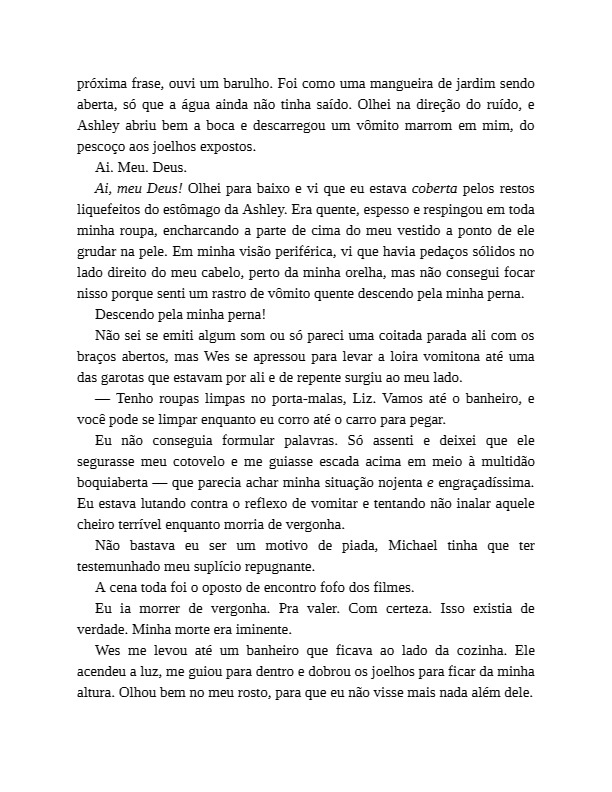 próxima frase, ouvi um barulho. Foi como uma mangueira de jardim sendo
aberta, só que a água ainda não tinha saído. Olhei na direção do ruído, e
Ashley abriu bem a boca e descarregou um vômito marrom em mim, do
pescoço aos joelhos expostos.
Ai. Meu. Deus.
Ai, meu Deus! Olhei para baixo e vi que eu estava coberta pelos restos
liquefeitos do estômago da Ashley. Era quente, espesso e respingou em toda
minha roupa, encharcando a parte de cima do meu vestido a ponto de ele
grudar na pele. Em minha visão periférica, vi que havia pedaços sólidos no
lado direito do meu cabelo, perto da minha orelha, mas não consegui focar
nisso porque senti um rastro de vômito quente descendo pela minha perna.
Descendo pela minha perna!
Não sei se emiti algum som ou só pareci uma coitada parada ali com os
braços abertos, mas Wes se apressou para levar a loira vomitona até uma
das garotas que estavam por ali e de repente surgiu ao meu lado.
— Tenho roupas limpas no porta-malas, Liz. Vamos até o banheiro, e
você pode se limpar enquanto eu corro até o carro para pegar.
Eu não conseguia formular palavras. Só assenti e deixei que ele
segurasse meu cotovelo e me guiasse escada acima em meio à multidão
boquiaberta — que parecia achar minha situação nojenta e engraçadíssima.
Eu estava lutando contra o reflexo de vomitar e tentando não inalar aquele
cheiro terrível enquanto morria de vergonha.
Não bastava eu ser um motivo de piada, Michael tinha que ter
testemunhado meu suplício repugnante.
A cena toda foi o oposto de encontro fofo dos filmes.
Eu ia morrer de vergonha. Pra valer. Com certeza. Isso existia de
verdade. Minha morte era iminente.
Wes me levou até um banheiro que ficava ao lado da cozinha. Ele
acendeu a luz, me guiou para dentro e dobrou os joelhos para ficar da minha
altura. Olhou bem no meu rosto, para que eu não visse mais nada além dele.